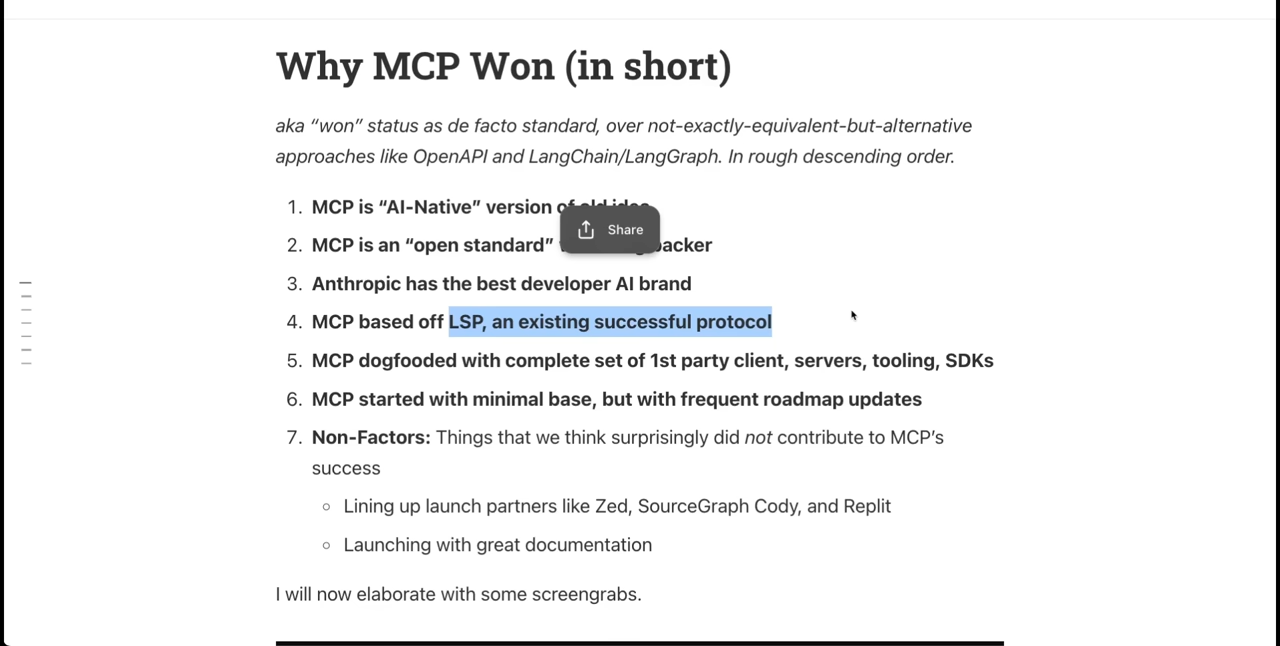 Why MCP Won (in short)
aka “won” status as de facto standard, over not-exactly-equivalent-but-alternative
approaches like OpenAPI and LangChain/LangGraph. In rough descending order.
1. MCP is “AI-Native” version of old idea
2. MCP is an “open standard” backer
Share
3. Anthropic has the best developer AI brand
4. MCP based off LSP, an existing successful protocol
5. MCP dogfooded with complete set of 1st party client, servers, tooling, SDKs
6. MCP started with minimal base, but with frequent roadmap updates
7. Non-Factors: Things that we think surprisingly did not contribute to MCP’s
success
○ Lining up launch partners like Zed, SourceGraph Cody, and Replit
○ Launching with great documentation
I will now elaborate with some screengrabs.